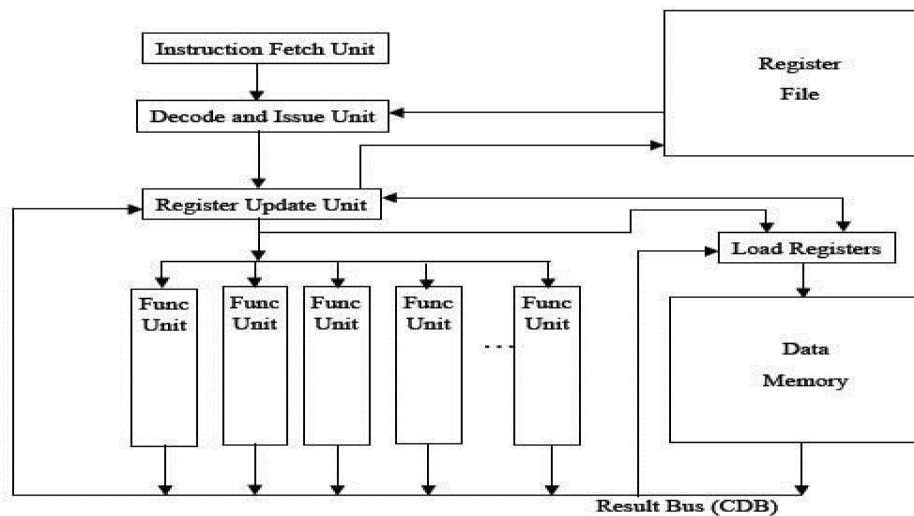 Instruction Fetch Unit
Register
File
Decode and Issue Unit
Register Update Unit
Load Registers
Func
Unit
Func
Unit
Func
Unit
Func
Unit
Func
Unit
Data
Memory
Result Bus (CDB)